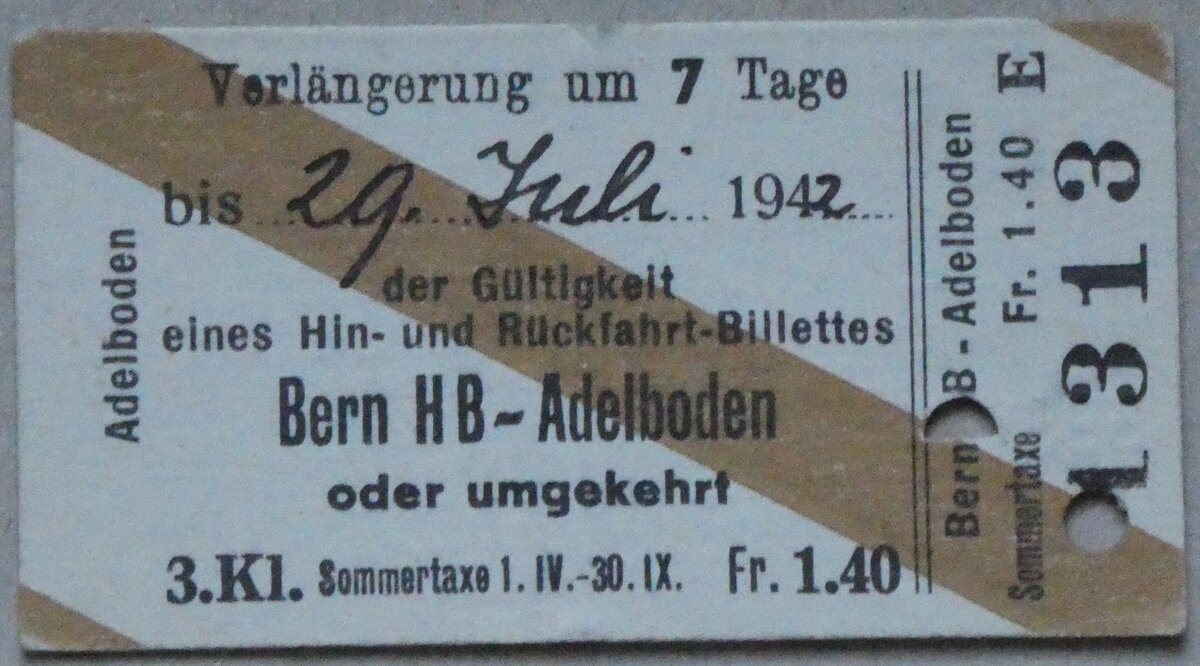 Verlängerung um 7 Tage
bis 29. Juli 1942
der Gültigkeit
eines Hin- und Rückfahrt-Billettes
Bern HB - Adelboden
oder umgekehrt
3.Kl. Sommertaxe 1. IV.-30. IX. Fr. 1.40
Adelboden
Bern HB - Adelboden
Sommertaxe Fr. 1.40 E
1313